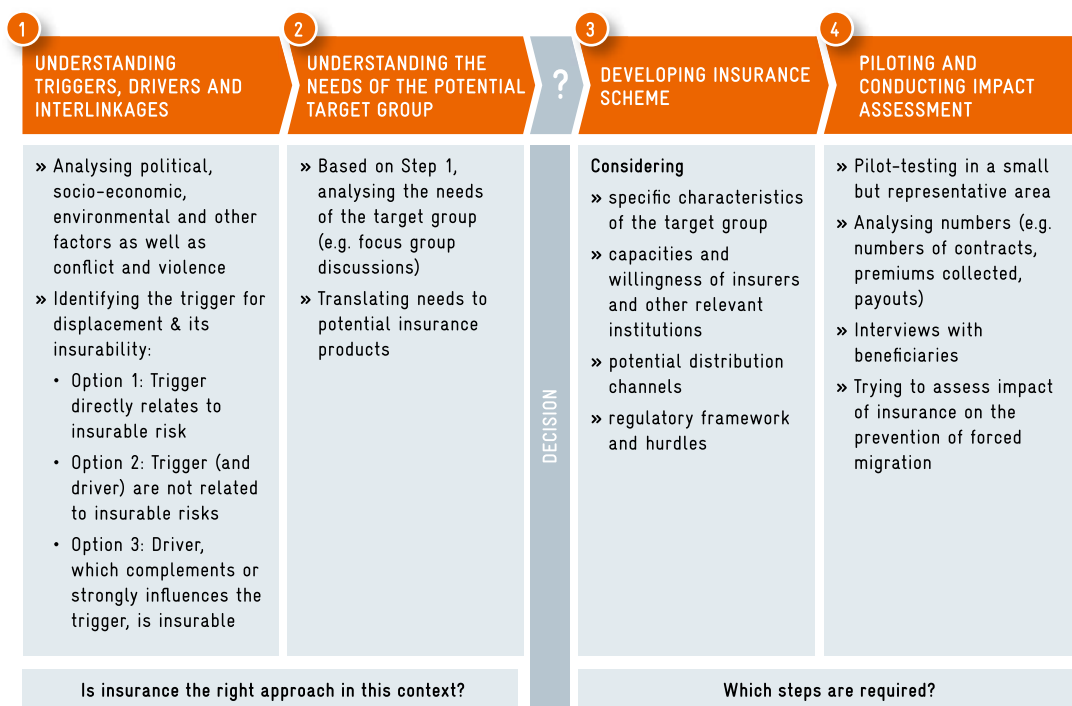 1
UNDERSTANDING
TRIGGERS, DRIVERS AND
INTERLINKAGES
2
UNDERSTANDING THE
NEEDS OF THE POTENTIAL
TARGET GROUP
?
3
DEVELOPING INSURANCE
SCHEME
4
PILOTING AND
CONDUCTING IMPACT
ASSESSMENT
» Analysing political,
socio-economic,
environmental and other
factors as well as
conflict and violence
» Identifying the trigger for
displacement & its
insurability:
• Option 1: Trigger
directly relates to
insurable risk
• Option 2: Trigger (and
driver) are not related
to insurable risks
• Option 3: Driver,
which complements or
strongly influences the
trigger, is insurable
» Based on Step 1,
analysing the needs
of the target group
(e.g. focus group
discussions)
» Translating needs to
potential insurance
products
DECISION
Considering
» specific characteristics
of the target group
» capacities and
willingness of insurers
and other relevant
institutions
» potential distribution
channels
» regulatory framework
and hurdles
» Pilot-testing in a small
but representative area
» Analysing numbers (e.g.
numbers of contracts,
premiums collected,
payouts)
» Interviews with
beneficiaries
» Trying to assess impact
of insurance on the
prevention of forced
migration
Is insurance the right approach in this context?
Which steps are required?